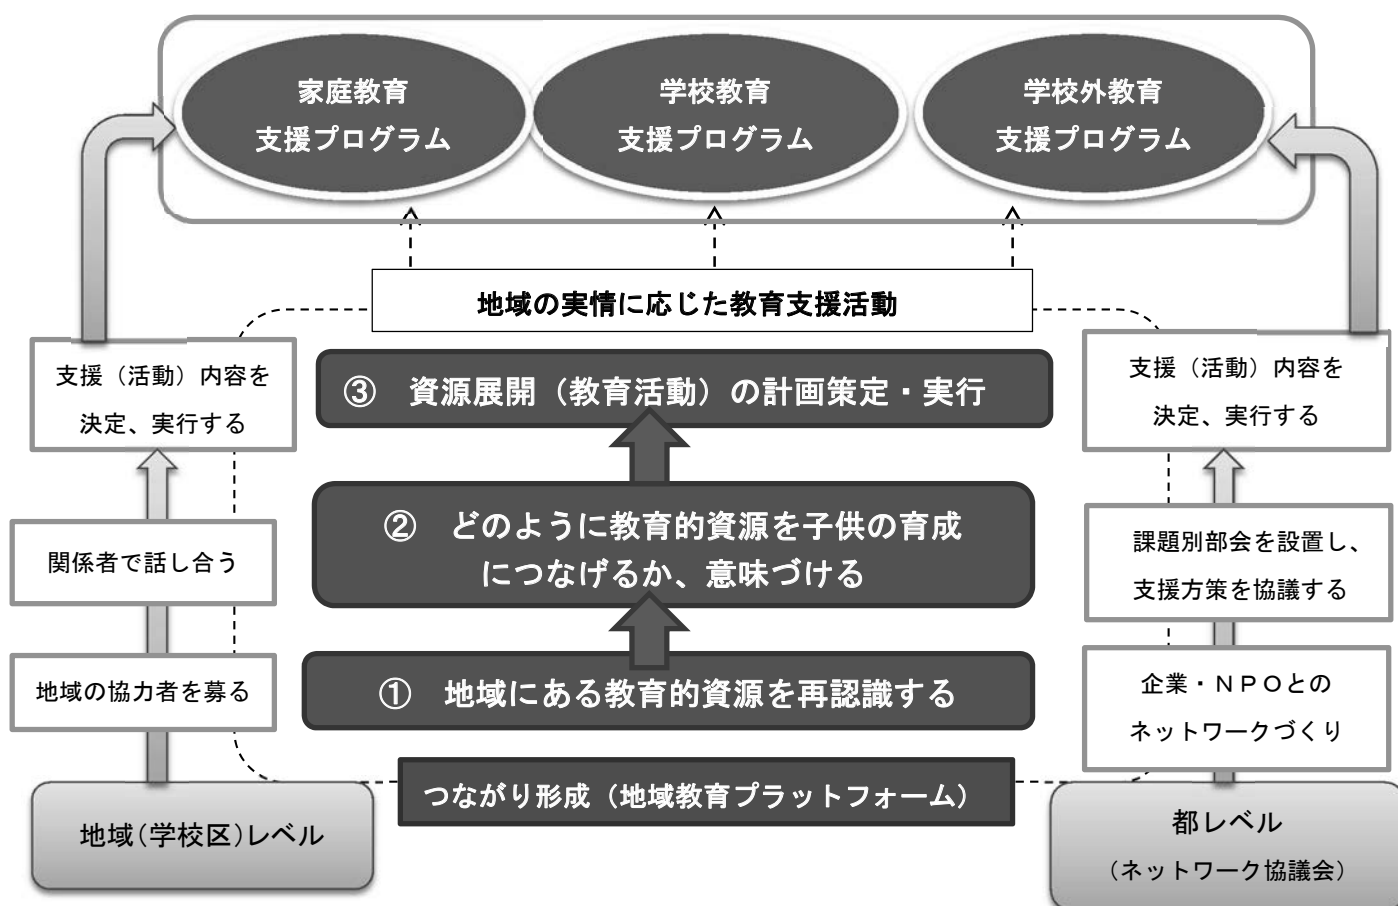 家庭教育
支援プログラム
学校教育
支援プログラム
学校外教育
支援プログラム
地域の実情に応じた教育支援活動
支援（活動）内容を
決定、実行する
③　資源展開（教育活動）の計画策定・実行
支援（活動）内容を
決定、実行する
関係者で話し合う
②　どのように教育的資源を子供の育成
につなげるか、意味づける
課題別部会を設置し、
支援方策を協議する
地域の協力者を募る
①　地域にある教育的資源を再認識する
企業・ＮＰＯとの
ネットワークづくり
つながり形成（地域教育プラットフォーム）
地域(学校区)レベル
都レベル
（ネットワーク協議会）